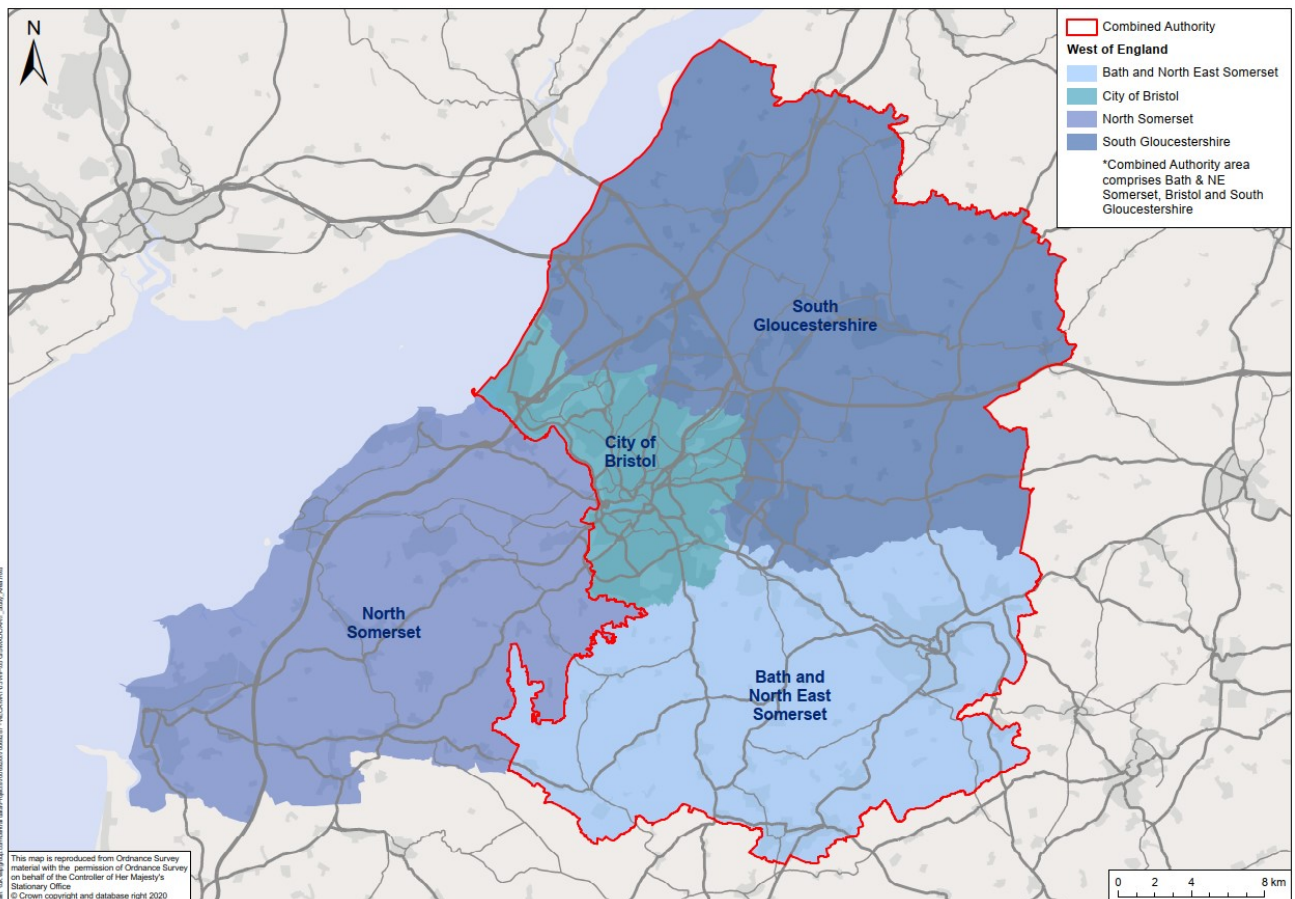 N
Combined Authority
West of England
Bath and North East Somerset
City of Bristol
North Somerset
South Gloucestershire
*Combined Authority area
comprises Bath & NE
Somerset, Bristol and South
Gloucestershire
South
Gloucestershire
City of
Bristol
North
Somerset
Bath and
North East
Somerset
This map is reproduced from Ordnance Survey
material with the permission of Ordnance Survey
on behalf of the Controller of Her Majesty's
Stationary Office
© Crown copyright and database right 2020
0 2 4 8 km